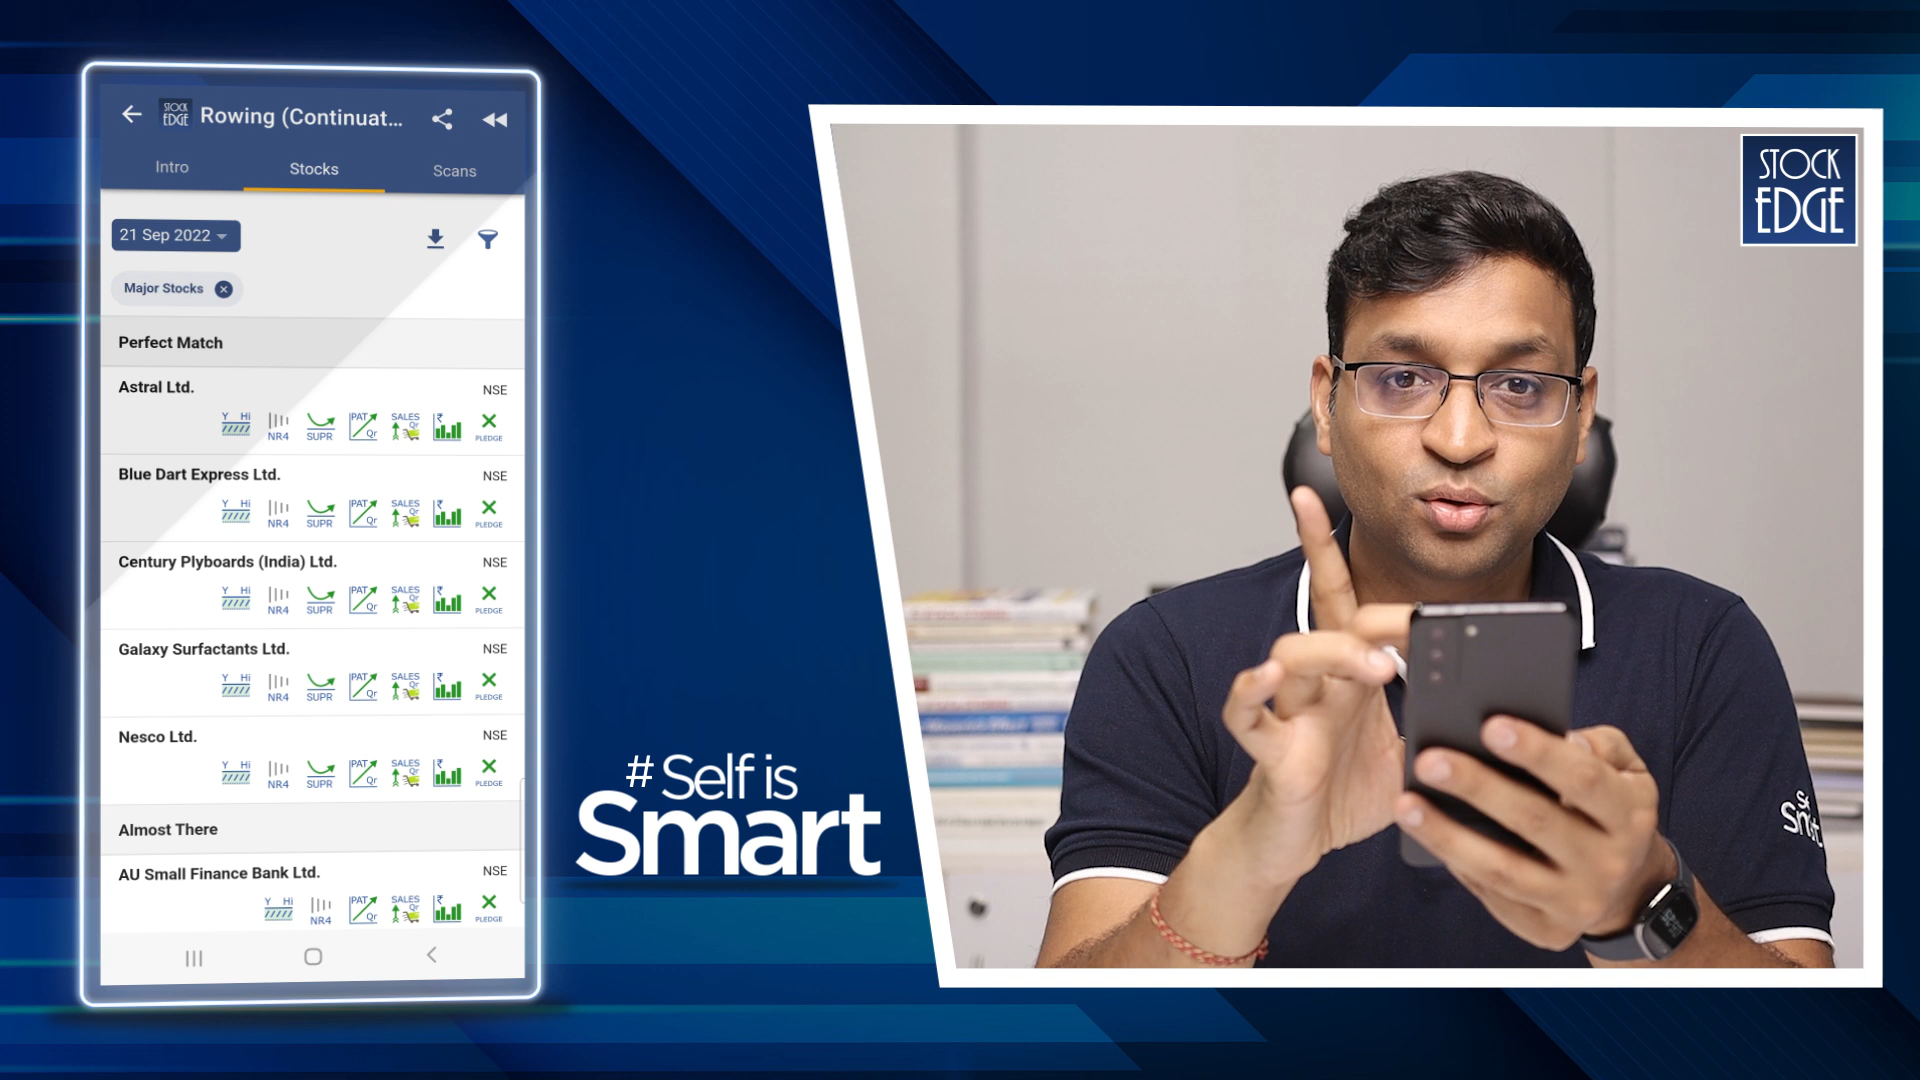 STOCK
EDGE
Rowing (Continuat...
Intro
Stocks
Scans
21 Sep 2022
Major Stocks
Perfect Match
Astral Ltd.
NSE
Y Hi
NR4
SUPR
PAT Qr
SALES Qr
₹
PLEDGE
Blue Dart Express Ltd.
NSE
Y Hi
NR4
SUPR
PAT Qr
SALES Qr
₹
PLEDGE
Century Plyboards (India) Ltd.
NSE
Y Hi
NR4
SUPR
PAT Qr
SALES Qr
₹
PLEDGE
Galaxy Surfactants Ltd.
NSE
Y Hi
NR4
SUPR
PAT Qr
SALES Qr
₹
PLEDGE
Nesco Ltd.
NSE
Y Hi
NR4
SUPR
PAT Qr
SALES Qr
₹
PLEDGE
Almost There
AU Small Finance Bank Ltd.
NSE
Y Hi
NR4
PAT Qr
SALES Qr
₹
PLEDGE
# Self is
Smart
STOCK
EDGE